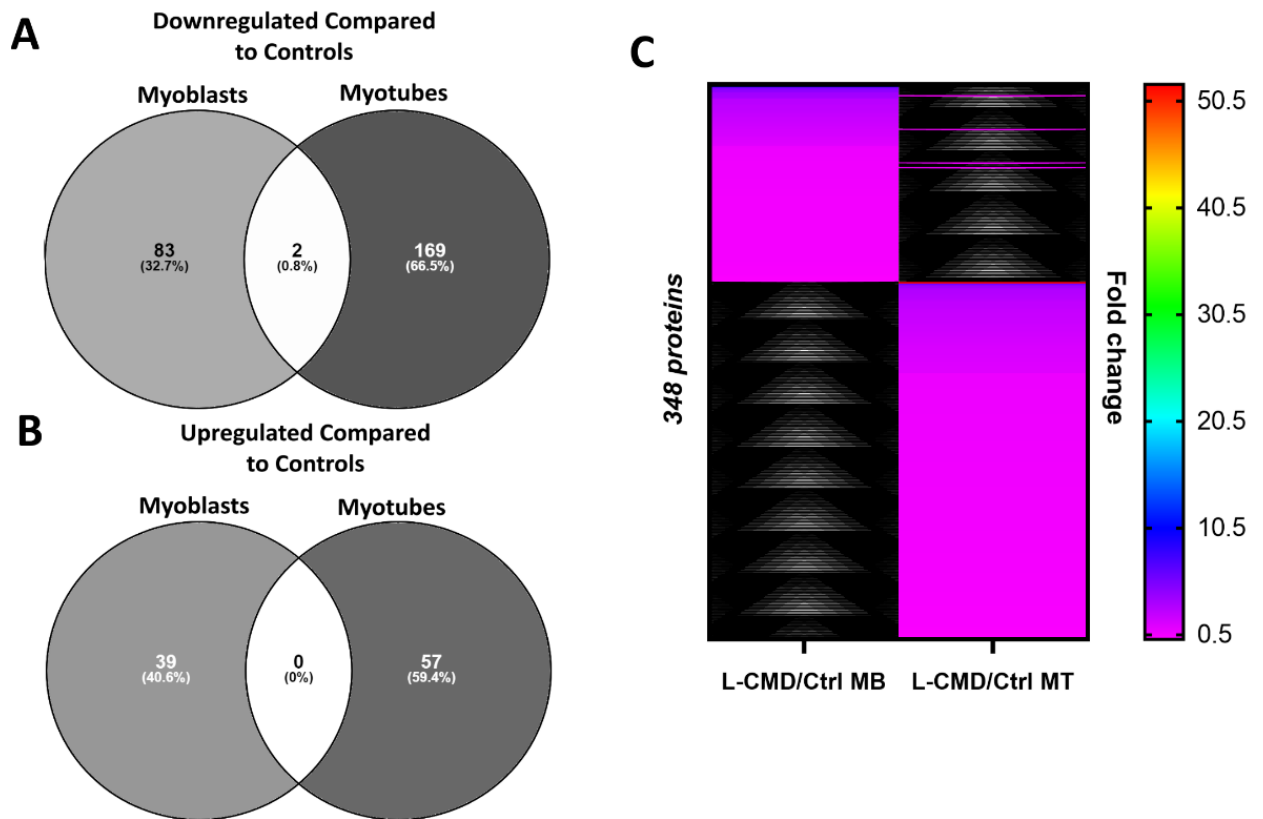 A
Downregulated Compared
to Controls
Myoblasts
Myotubes
83
(32.7%)
2
(0.8%)
169
(66.5%)
B
Upregulated Compared
to Controls
Myoblasts
Myotubes
39
(40.6%)
0
(0%)
57
(59.4%)
C
348 proteins
L-CMD/Ctrl MB
L-CMD/Ctrl MT
Fold change
50.5
40.5
30.5
20.5
10.5
0.5